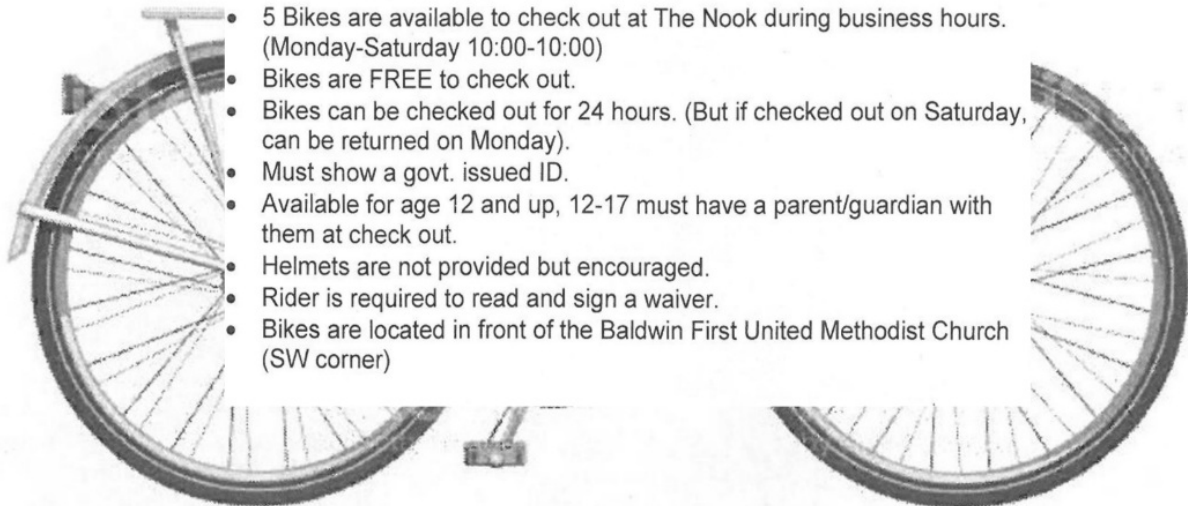 • 5 Bikes are available to check out at The Nook during business hours.
(Monday-Saturday 10:00-10:00)
• Bikes are FREE to check out.
• Bikes can be checked out for 24 hours. (But if checked out on Saturday,
can be returned on Monday).
• Must show a govt. issued ID.
• Available for age 12 and up, 12-17 must have a parent/guardian with
them at check out.
• Helmets are not provided but encouraged.
• Rider is required to read and sign a waiver.
• Bikes are located in front of the Baldwin First United Methodist Church
(SW corner)